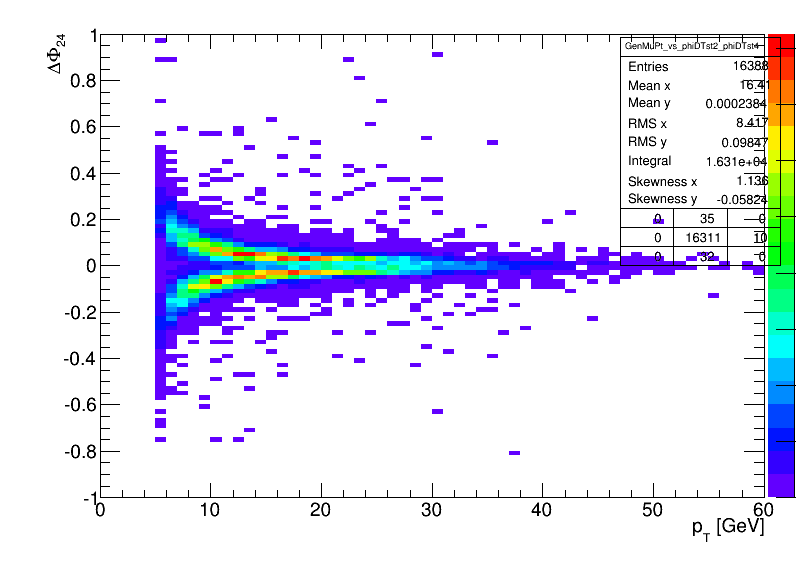 ΔΦ24
1
0.8
0.6
0.4
0.2
0
-0.2
-0.4
-0.6
-0.8
-1
0 10 20 30 40 50 60
pT [GeV]
GenMuPt_vs_phiDTst2_phiDTst4
Entries 16388
Mean x 16.41
Mean y 0.0002384
RMS x 8.417
RMS y 0.09847
Integral 1.631e+04
Skewness x 1.136
Skewness y -0.05824
0 35 0
0 16311 10
0 32 0